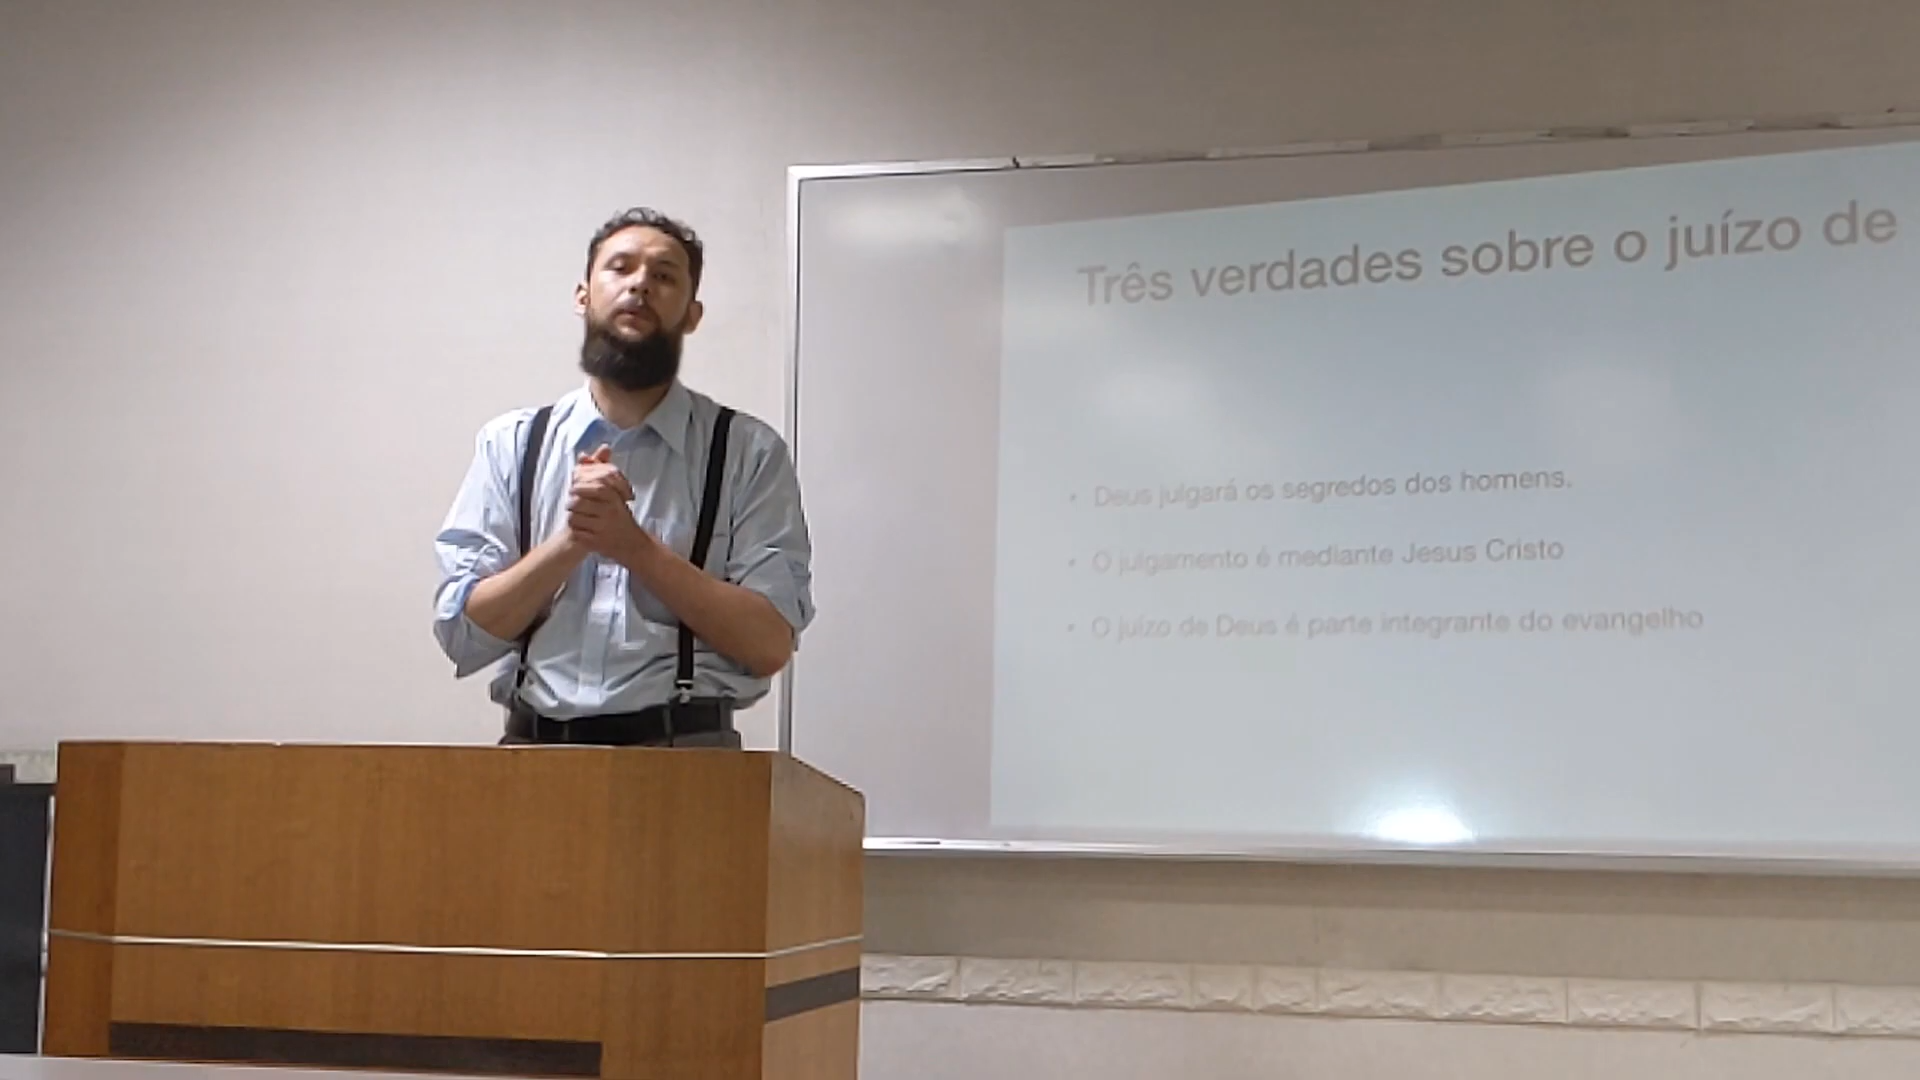 Três verdades sobre o juízo de
• Deus julgará os segredos dos homens.
• O julgamento é mediante Jesus Cristo
• O juízo de Deus é parte integrante do evangelho